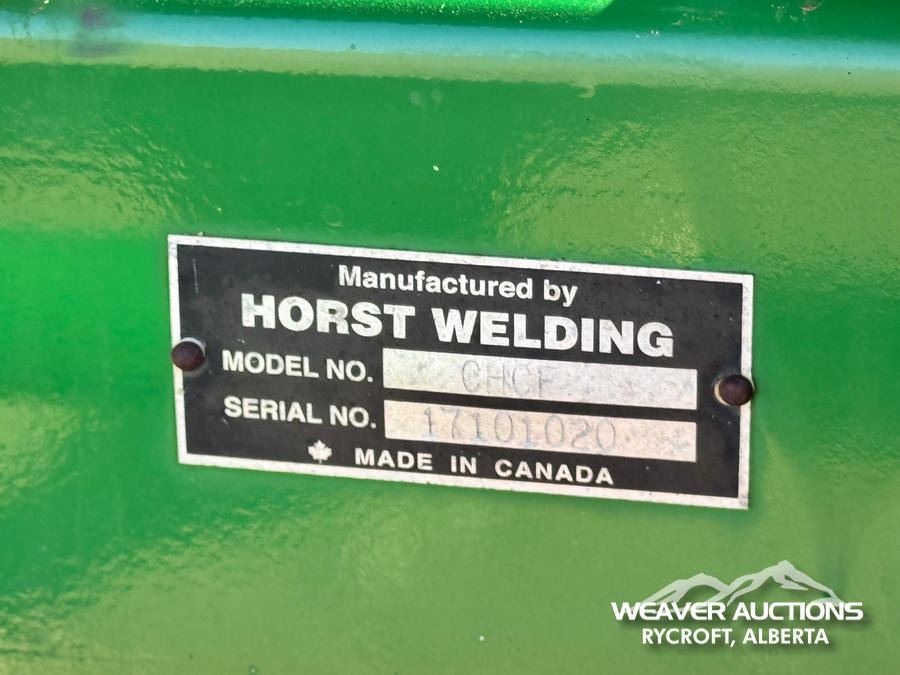 Manufactured by
HORST WELDING
MODEL NO. CHCF
SERIAL NO. 17101020
MADE IN CANADA
WEAVER AUCTIONS
RYCROFT, ALBERTA